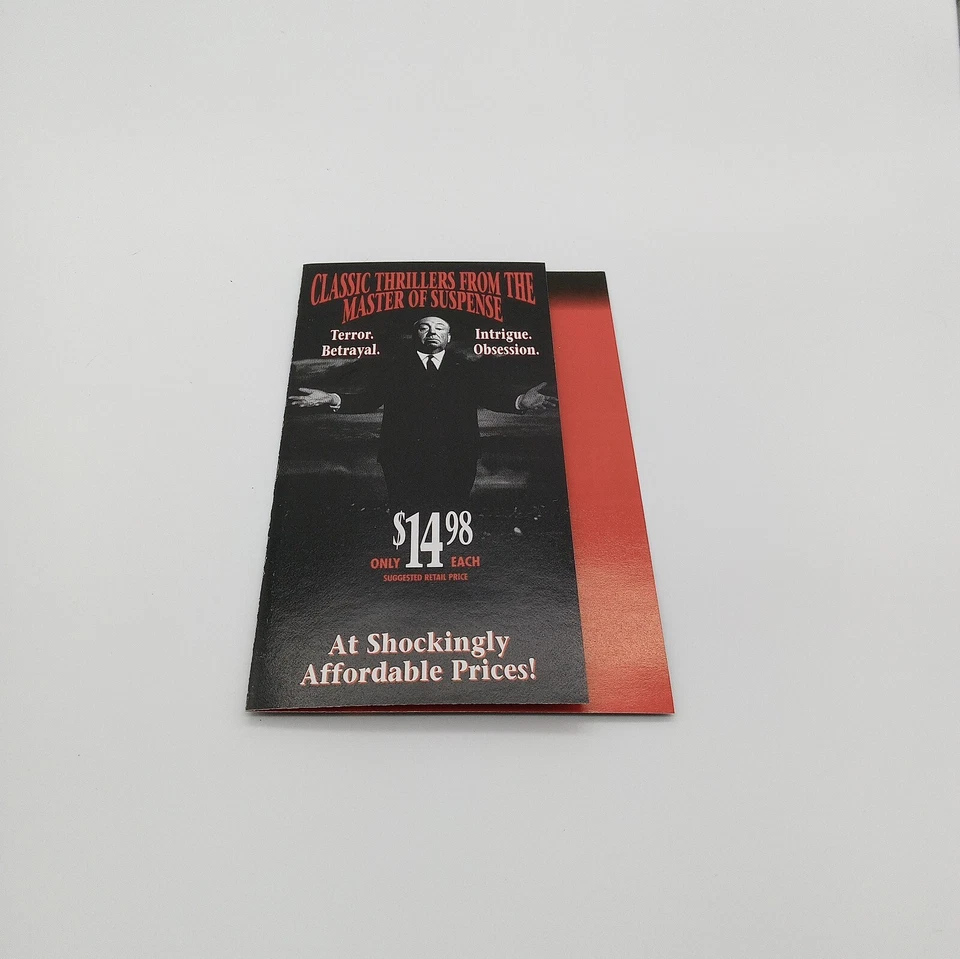 CLASSIC THRILLERS FROM THE
MASTER OF SUSPENSE
Terror.
Betrayal.
Intrigue.
Obsession.
$14.98
ONLY EACH
SUGGESTED RETAIL PRICE
At Shockingly
Affordable Prices!